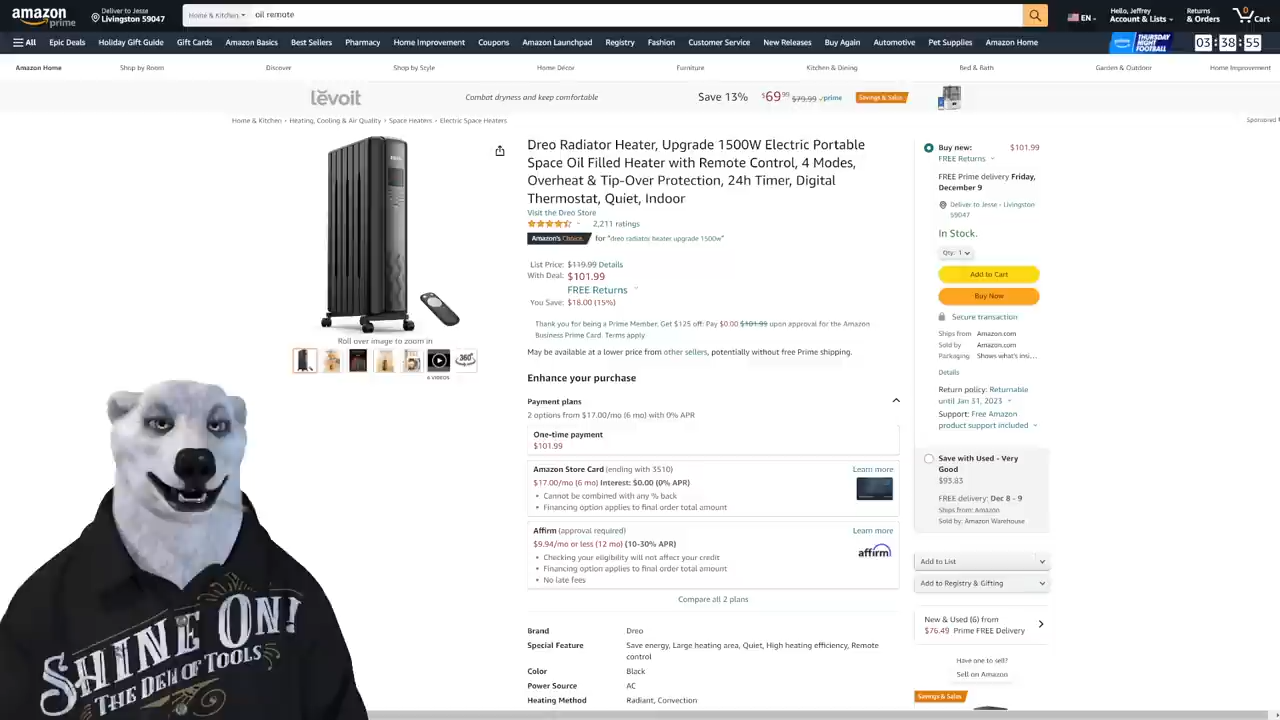 amazon
prime
Deliver to Jesse
Livingston 59047
Home & Kitchen
oil remote
EN
Hello, Jeffrey
Account & Lists
Returns
& Orders
Cart
All
Epic Deals
Holiday Gift Guide
Gift Cards
Amazon Basics
Best Sellers
Pharmacy
Home Improvement
Coupons
Amazon Launchpad
Registry
Fashion
Customer Service
New Releases
Buy Again
Automotive
Pet Supplies
Amazon Home
prime
THURSDAY NIGHT FOOTBALL
03:38:55
Amazon Home
Shop by Room
Discover
Shop by Style
Home Décor
Furniture
Kitchen & Dining
Bed & Bath
Garden & Outdoor
Home Improvement
levoit
Combat dryness and keep comfortable
Save 13%
$69.99 $79.99 prime
Savings & Sales
Home & Kitchen › Heating, Cooling & Air Quality › Space Heaters › Electric Space Heaters
Sponsored
Dreo Radiator Heater, Upgrade 1500W Electric Portable
Space Oil Filled Heater with Remote Control, 4 Modes,
Overheat & Tip-Over Protection, 24h Timer, Digital
Thermostat, Quiet, Indoor
Visit the Dreo Store
2,211 ratings
Amazon's Choice
for "dreo radiator heater upgrade 1500w"
List Price: $119.99 Details
With Deal: $101.99
FREE Returns
You Save: $18.00 (15%)
Thank you for being a Prime Member. Get $125 off: Pay $0.00 $101.99 upon approval for the Amazon
Business Prime Card. Terms apply
May be available at a lower price from other sellers, potentially without free Prime shipping.
Roll over image to zoom in
360°
6 VIDEOS
Enhance your purchase
Payment plans
2 options from $17.00/mo (6 mo) with 0% APR
One-time payment
$101.99
Amazon Store Card (ending with 3510)
Learn more
$17.00/mo (6 mo) Interest: $0.00 (0% APR)
• Cannot be combined with any % back
• Financing option applies to final order total amount
Affirm (approval required)
Learn more
$9.94/mo or less (12 mo) (10-30% APR)
affirm
• Checking your eligibility will not affect your credit
• Financing option applies to final order total amount
• No late fees
Compare all 2 plans
Brand Dreo
Special Feature Save energy, Large heating area, Quiet, High heating efficiency, Remote
control
Color Black
Power Source AC
Heating Method Radiant, Convection
Buy new: $101.99
FREE Returns
FREE Prime delivery Friday,
December 9
Deliver to Jesse - Livingston
59047
In Stock.
Qty: 1
Add to Cart
Buy Now
Secure transaction
Ships from Amazon.com
Sold by Amazon.com
Packaging Shows what's insi...
Details
Return policy: Returnable
until Jan 31, 2023
Support: Free Amazon
product support included
Save with Used - Very
Good
$93.83
FREE delivery: Dec 8 - 9
Ships from: Amazon
Sold by: Amazon Warehouse
Add to List
Add to Registry & Gifting
New & Used (6) from
$76.49 Prime FREE Delivery
Have one to sell?
Sell on Amazon
Savings & Sales